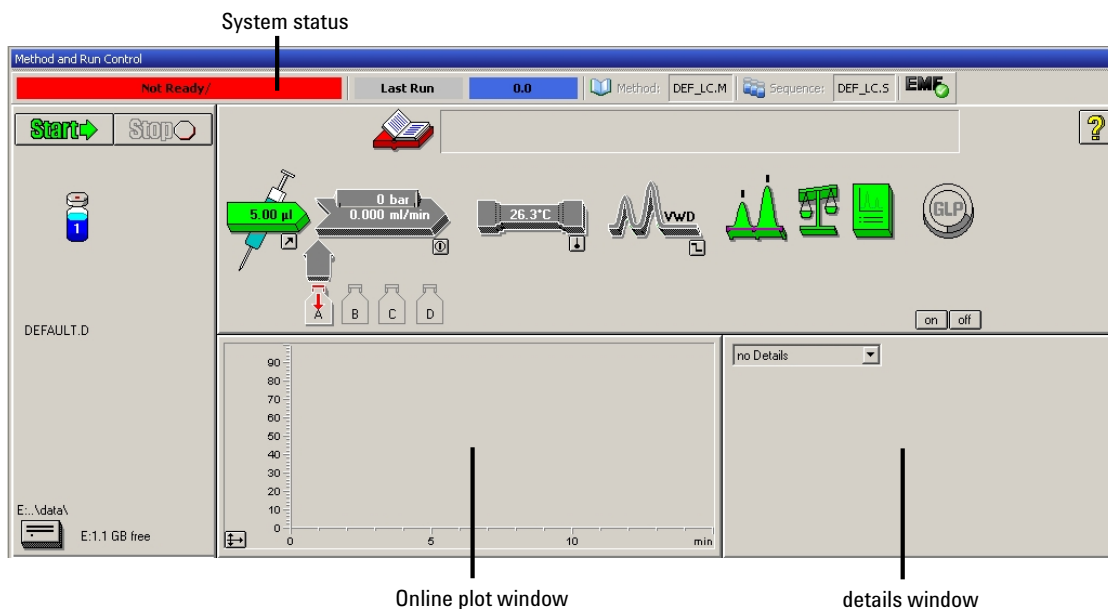 System status
Method and Run Control
Not Ready/ Last Run 0.0 Method: DEF_LC.M Sequence: DEF_LC.S EMF
Start Stop
?
1
5.00 µl
0 bar
0.000 ml/min
26.3°C
VWD
GLP
A B C D
on off
DEFAULT.D
no Details
90
80
70
60
50
40
30
20
10
0
0 5 10 min
E:..\data\
E:1.1 GB free
Online plot window
details window